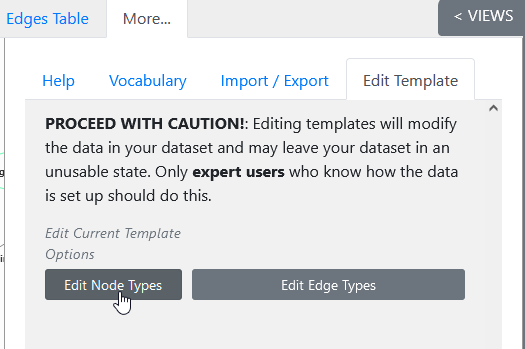 Edges Table More... < VIEWS
Help Vocabulary Import / Export Edit Template
PROCEED WITH CAUTION!: Editing templates will modify
the data in your dataset and may leave your dataset in an
unusable state. Only expert users who know how the data
is set up should do this.
Edit Current Template
Options
Edit Node Types Edit Edge Types